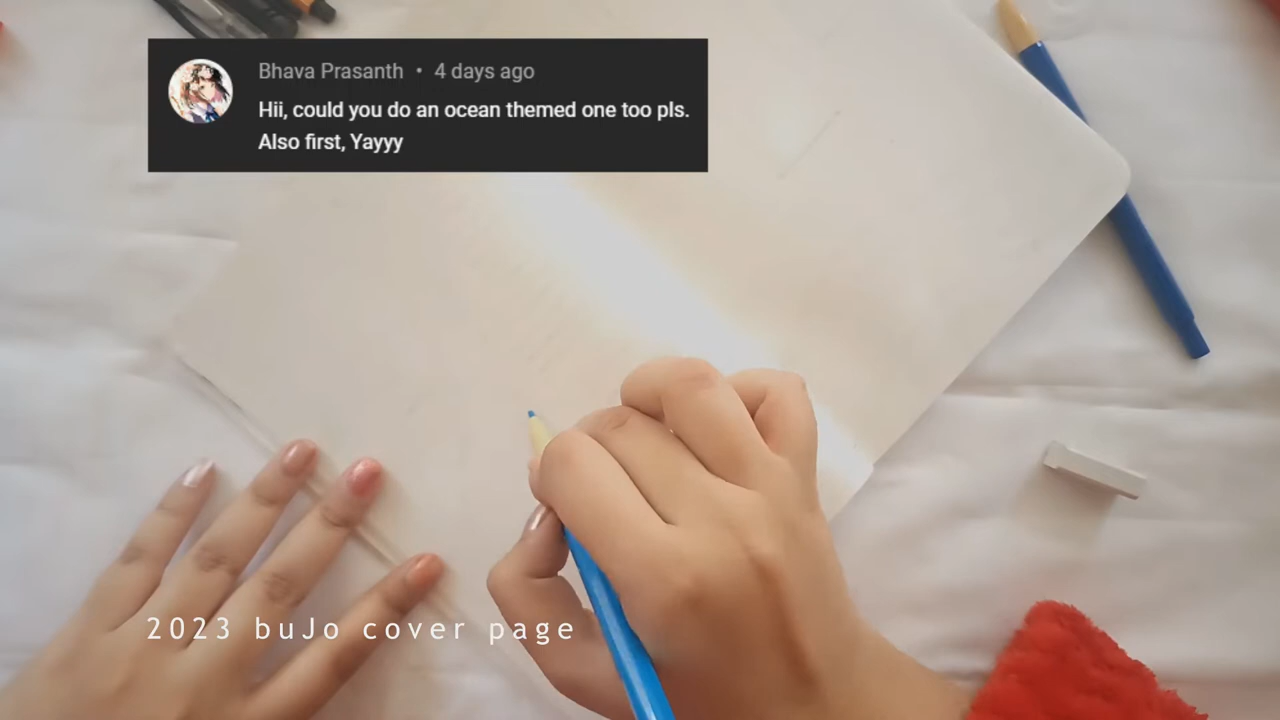 Bhava Prasanth • 4 days ago
Hii, could you do an ocean themed one too pls.
Also first, Yayyy
2023 buJo cover page